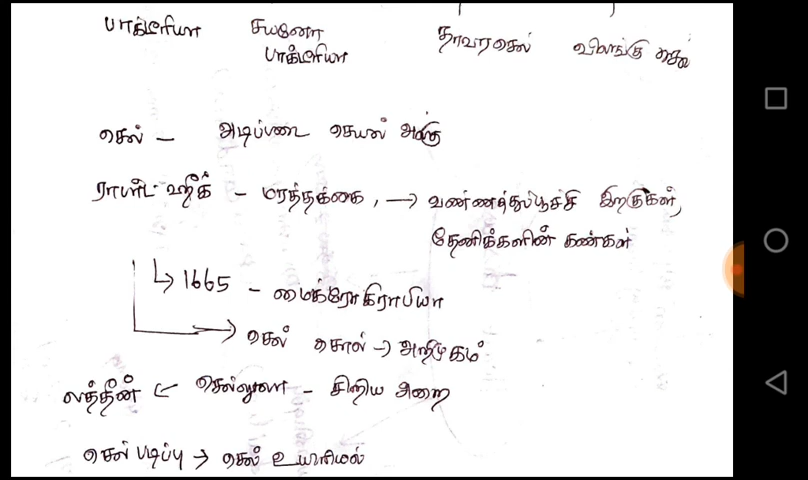 பாக்டீரியா சயனோ தாவரசெல் விலங்கு செல்
பாக்டீரியா
செல் – அடிப்படை செயல் அலகு
ராபர்ட் ஹீக் – மரத்தக்கை, → வண்ணத்துப்பூச்சி இறகுகள்,
தேனிக்களின் கண்கள்
↳ 1665 – மைக்ரோகிராபியா
→ செல் சொல் → அறிமுகம்
லத்தீன் ← செல்லுலா – சிறிய அறை
செல் படிப்பு → செல் உயிரியல்